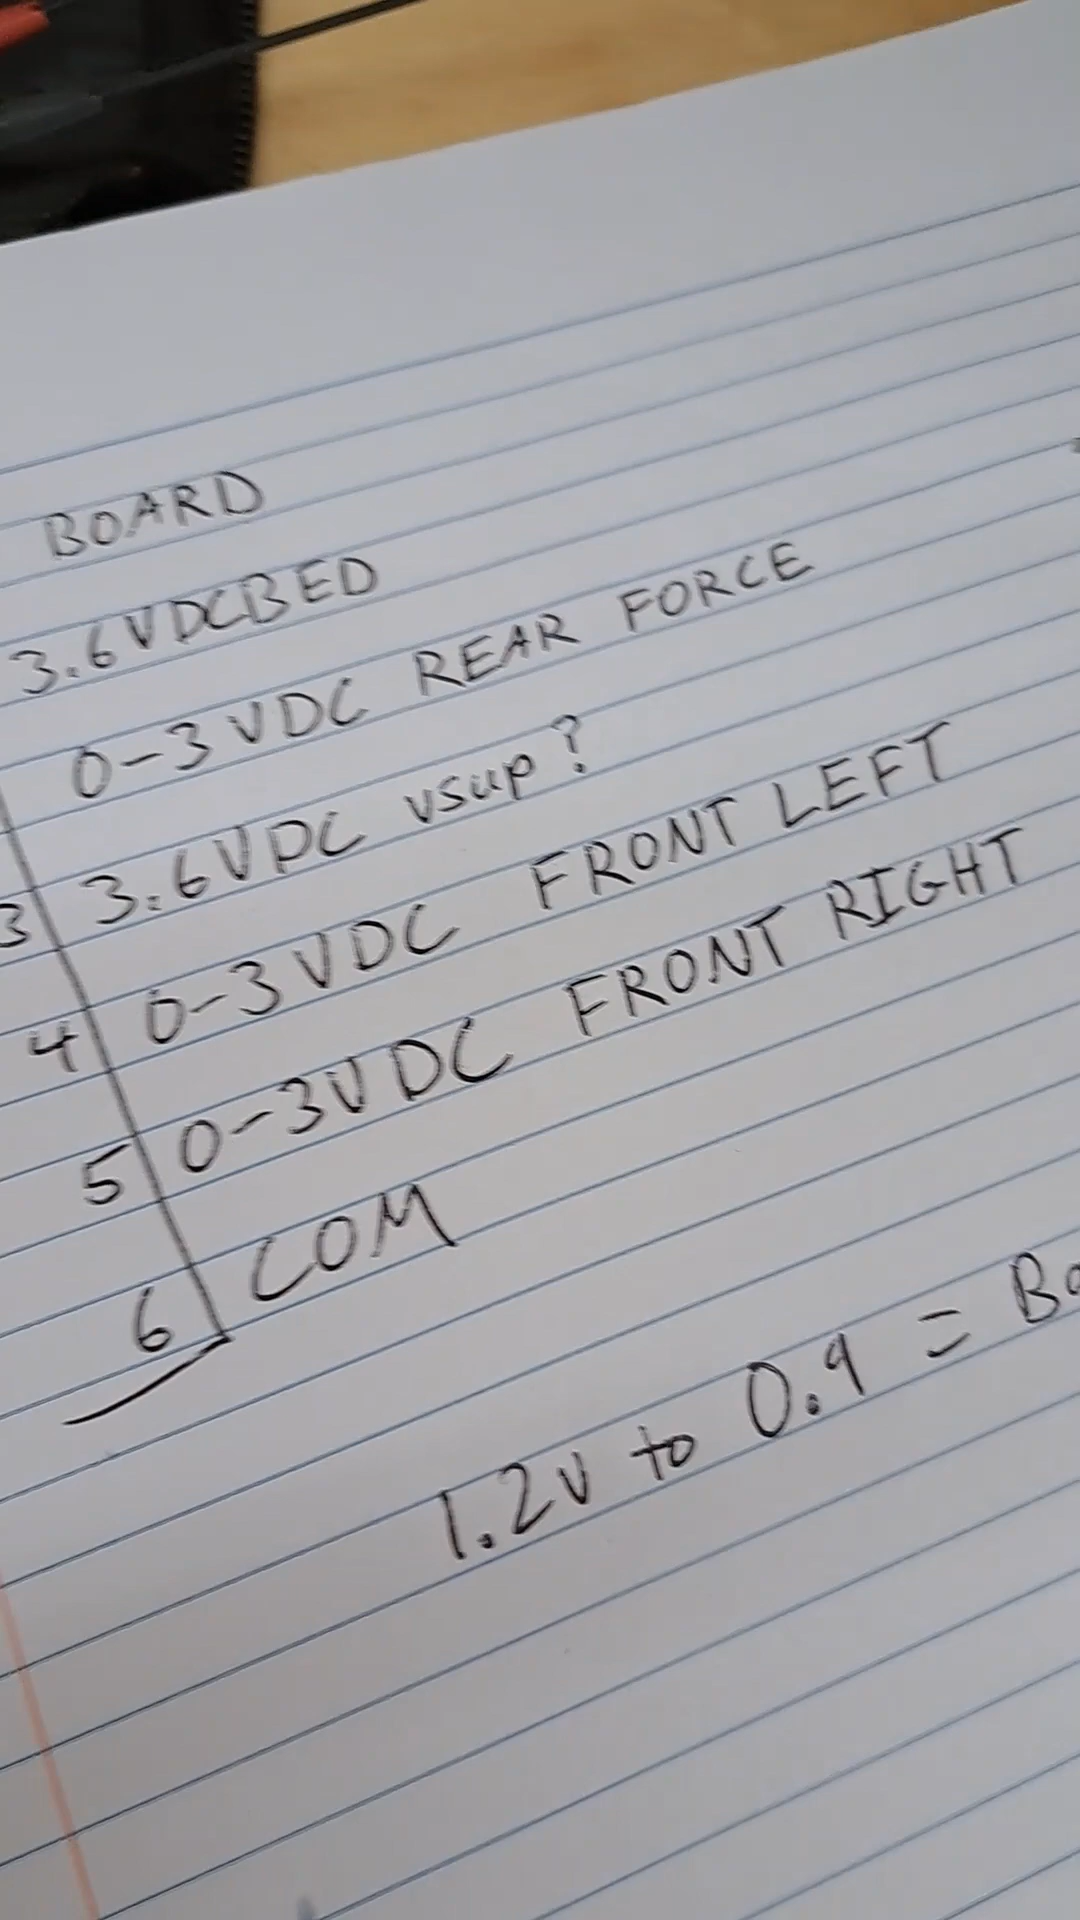 BOARD
3.6VDCBED
0-3VDC REAR FORCE
3 3.6VDC vsup?
4 0-3VDC FRONT LEFT
5 0-3VDC FRONT RIGHT
6 COM
1.2V to 0.9 =